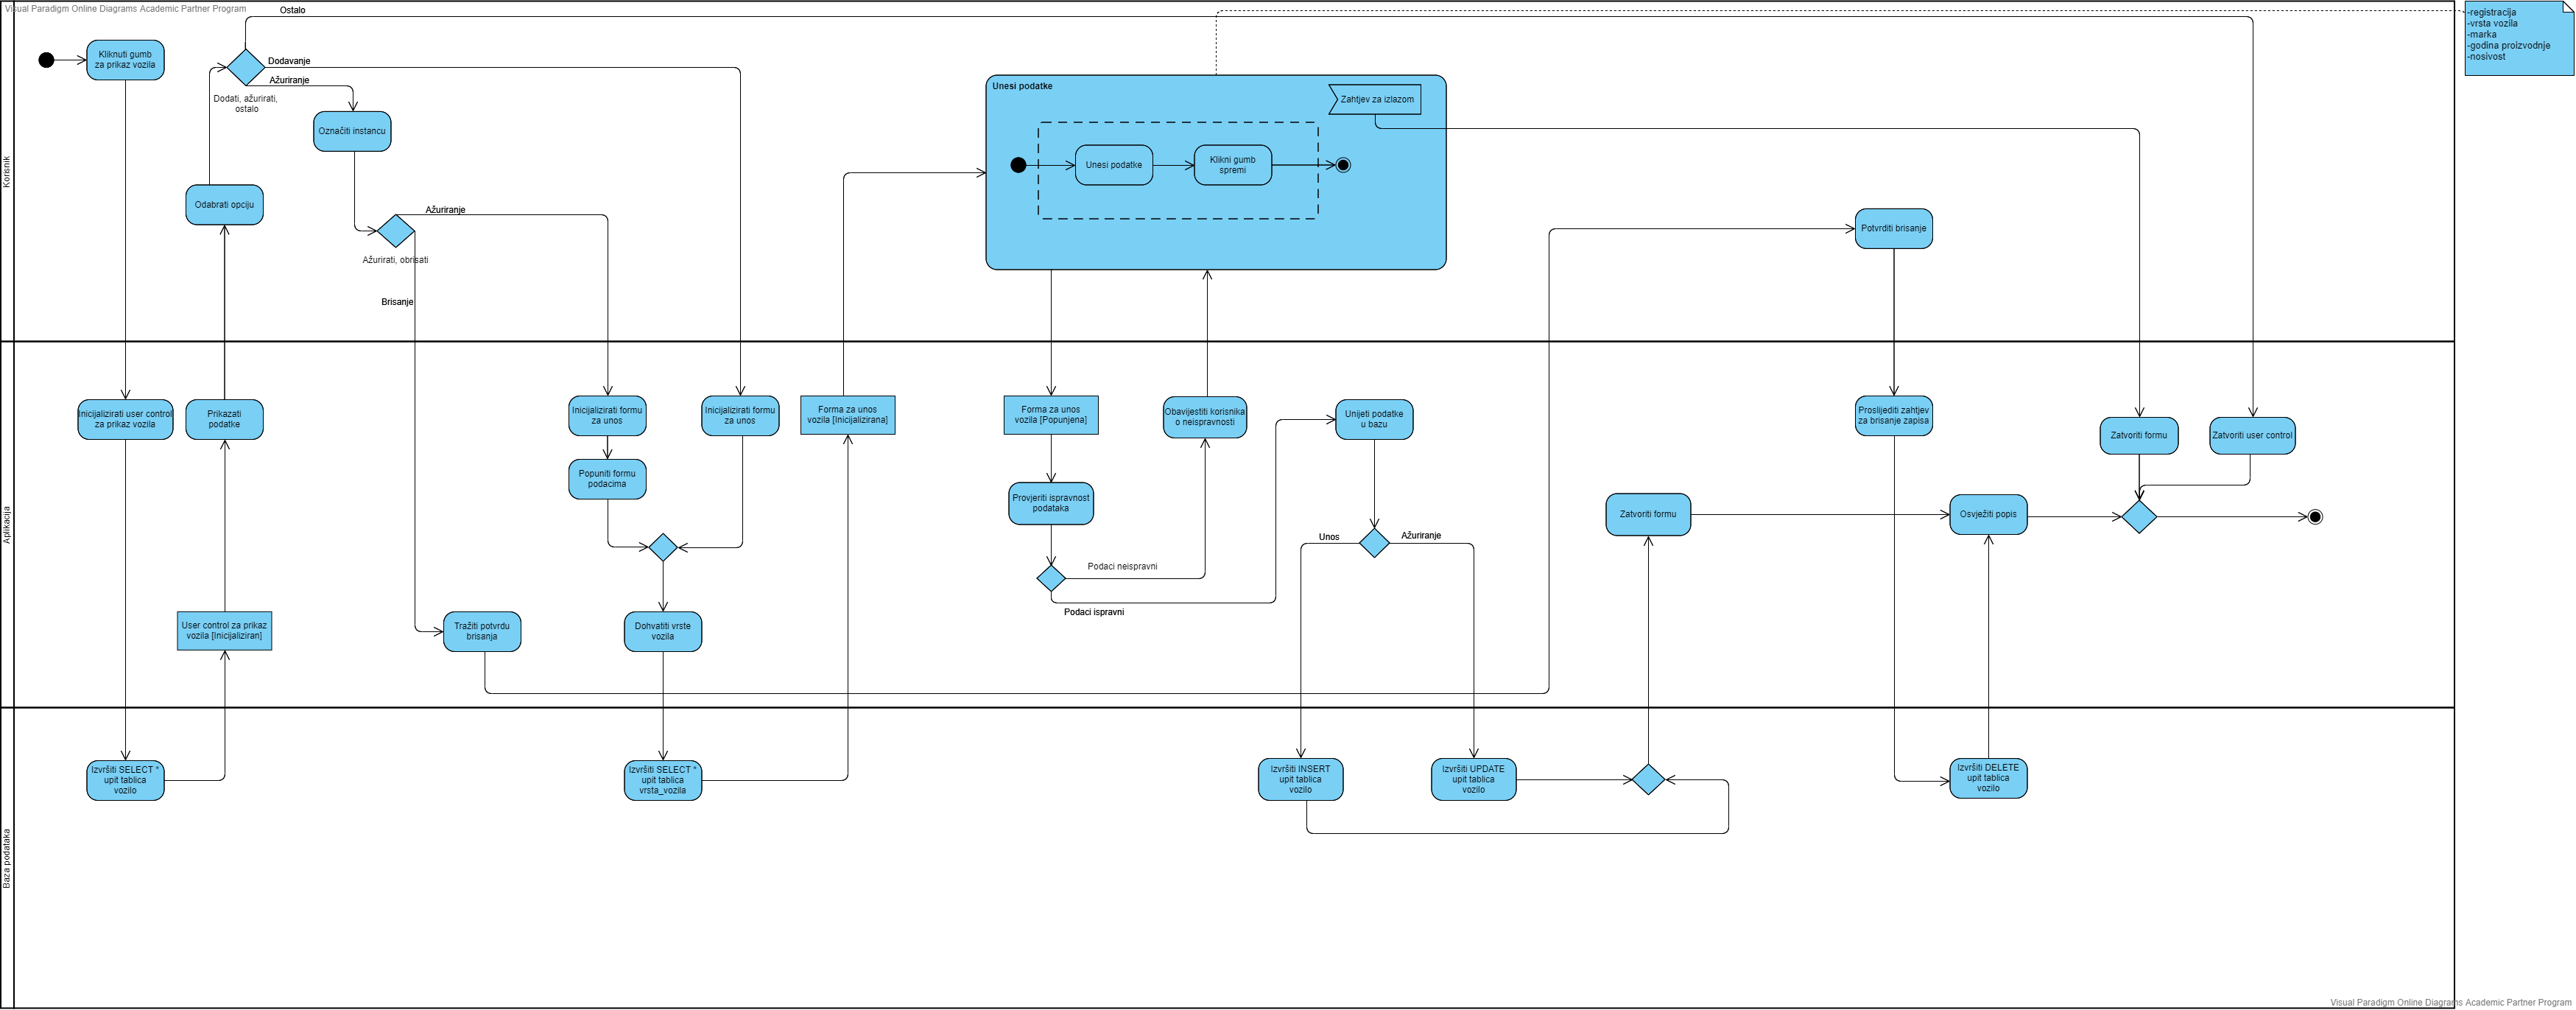 Visual Paradigm Online Diagrams Academic Partner Program
Ostalo
-registracija
-vrsta vozila
-marka
-godina proizvodnje
-nosivost
Korisnik
Kliknuti gumb
za prikaz vozila
Dodavanje
Ažuriranje
Dodati, ažurirati,
ostalo
Označiti instancu
Odabrati opciju
Ažuriranje
Ažurirati, obrisati
Brisanje
Unesi podatke
Zahtjev za izlazom
Unesi podatke
Klikni gumb
spremi
Potvrditi brisanje
Aplikacija
Inicijalizirati user control
za prikaz vozila
Prikazati
podatke
Inicijalizirati formu
za unos
Inicijalizirati formu
za unos
Forma za unos
vozila [Inicijalizirana]
Forma za unos
vozila [Popunjena]
Obavijestiti korisnika
o neispravnosti
Unijeti podatke
u bazu
Proslijediti zahtjev
za brisanje zapisa
Zatvoriti formu
Zatvoriti user control
Popuniti formu
podacima
Provjeriti ispravnost
podataka
Zatvoriti formu
Osvježiti popis
Unos
Ažuriranje
Podaci neispravni
Podaci ispravni
User control za prikaz
vozila [Inicijaliziran]
Tražiti potvrdu
brisanja
Dohvatiti vrste
vozila
Baza podataka
Izvršiti SELECT *
upit tablica
vozilo
Izvršiti SELECT *
upit tablica
vrsta_vozila
Izvršiti INSERT
upit tablica
vozilo
Izvršiti UPDATE
upit tablica
vozilo
Izvršiti DELETE
upit tablica
vozilo
Visual Paradigm Online Diagrams Academic Partner Program